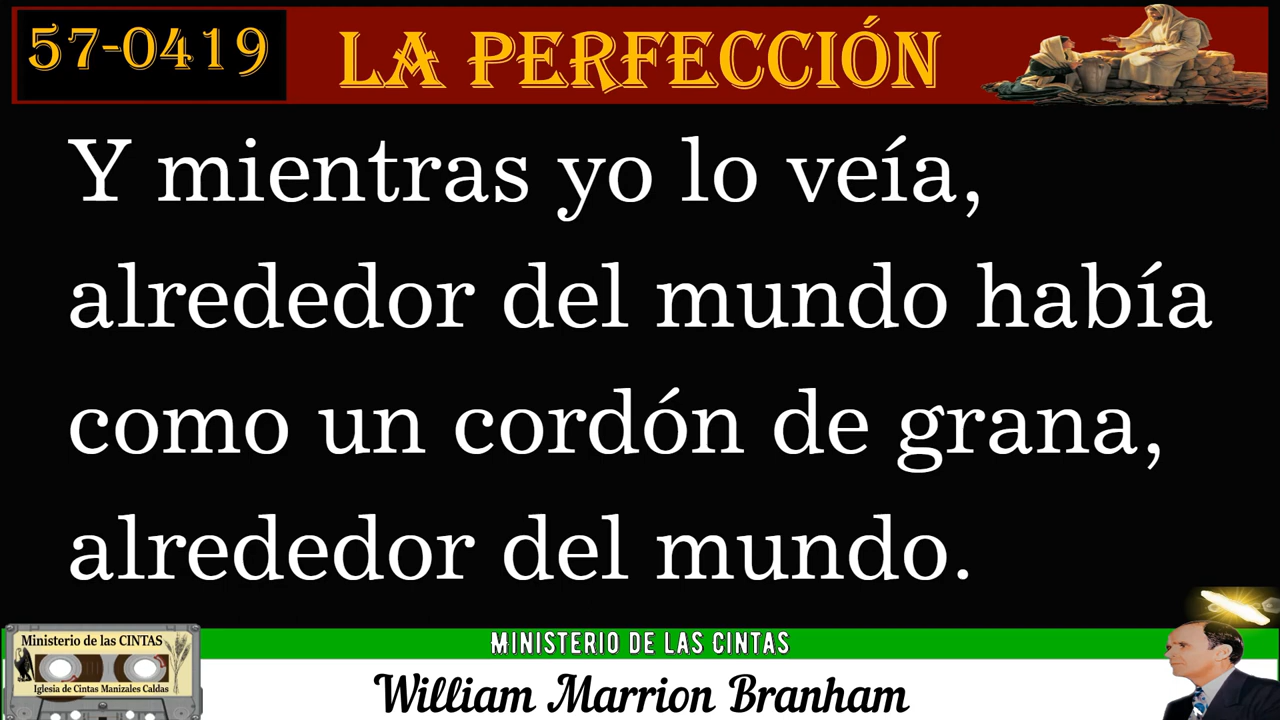 57-0419
LA PERFECCIÓN
Y mientras yo lo veía,
alrededor del mundo había
como un cordón de grana,
alrededor del mundo.
Ministerio de las CINTAS
Iglesia de Cintas Manizales Caldas
MINISTERIO DE LAS CINTAS
William Marrion Branham